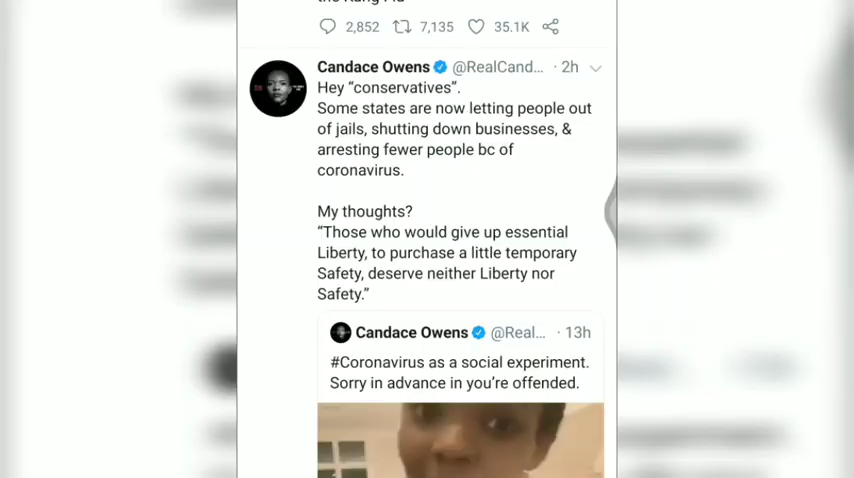 2,852 7,135 35.1K
Candace Owens @RealCand... · 2h
Hey “conservatives”.
Some states are now letting people out
of jails, shutting down businesses, &
arresting fewer people bc of
coronavirus.
My thoughts?
“Those who would give up essential
Liberty, to purchase a little temporary
Safety, deserve neither Liberty nor
Safety.”
Candace Owens @Real... · 13h
#Coronavirus as a social experiment.
Sorry in advance in you’re offended.